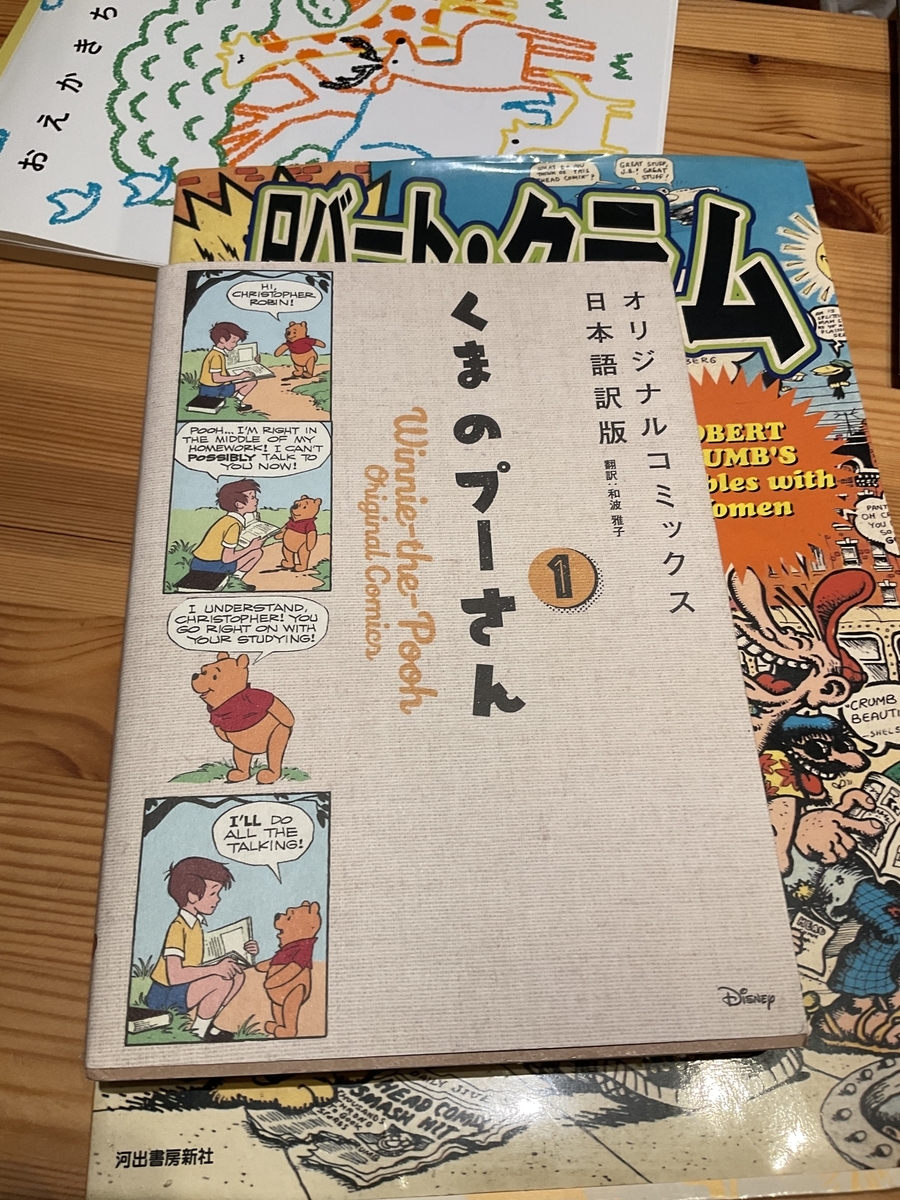 おえかきち
WHAT DO YOU
THINK OF THIS
HEAD COMIX"?
GREAT STUFF,
J.B.! GREAT
STUFF!
ロバート・クラム
OBERT
UMB'S
bles with
omen
オリジナルコミックス
日本語訳版
翻訳:和波 雅子
くまのプーさん
1
Winnie-the-Pooh
Original Comics
HI,
CHRISTOPHER
ROBIN!
POOH... I'M RIGHT IN
THE MIDDLE OF MY
HOMEWORK! I CAN'T
POSSIBLY TALK TO
YOU NOW!
I UNDERSTAND,
CHRISTOPHER! YOU
GO RIGHT ON WITH
YOUR STUDYING!
I'LL DO
ALL THE
TALKING!
Disney
"CRUMB
BEAUTI
HEAD COMIX
SMASH HIT
河出書房新社